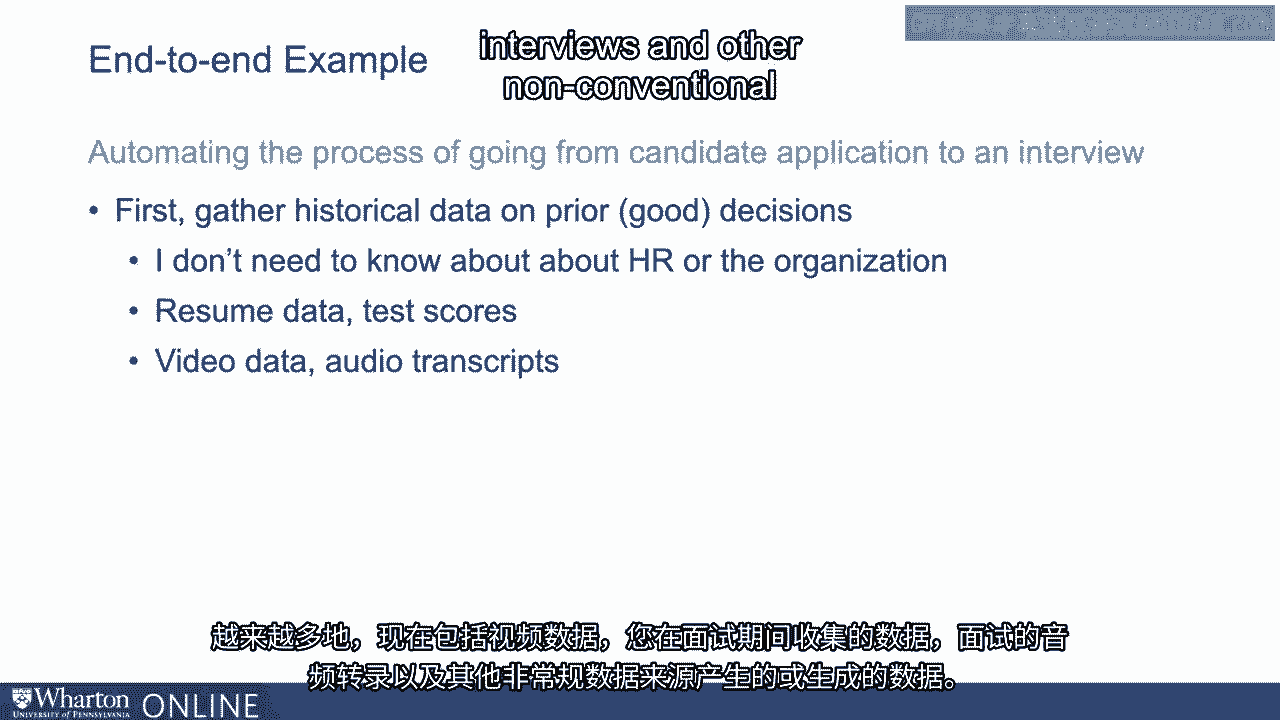 End-to-end Example
interviews and other
non-conventional
Automating the process of going from candidate application to an interview
• First, gather historical data on prior (good) decisions
• I don’t need to know about about HR or the organization
• Resume data, test scores
• Video data, audio transcripts
越来越多地，现在包括视频数据，您在面试期间收集的数据，面试的音
频转录以及其他非常规数据来源产生的或生成的数据。
Wharton ONLINE
UNIVERSITY of PENNSYLVANIA